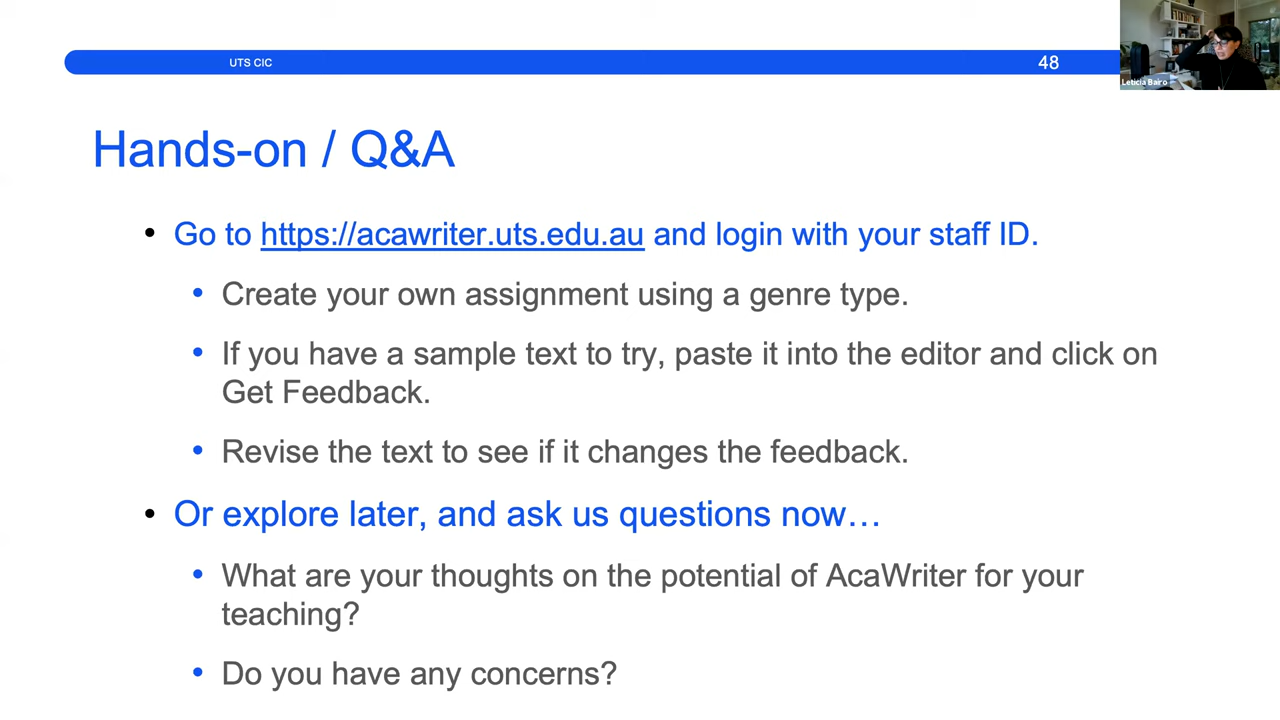 UTS CIC
48
Leticia Bairo
Hands-on / Q&A
• Go to https://acawriter.uts.edu.au and login with your staff ID.
• Create your own assignment using a genre type.
• If you have a sample text to try, paste it into the editor and click on
Get Feedback.
• Revise the text to see if it changes the feedback.
• Or explore later, and ask us questions now…
• What are your thoughts on the potential of AcaWriter for your
teaching?
• Do you have any concerns?